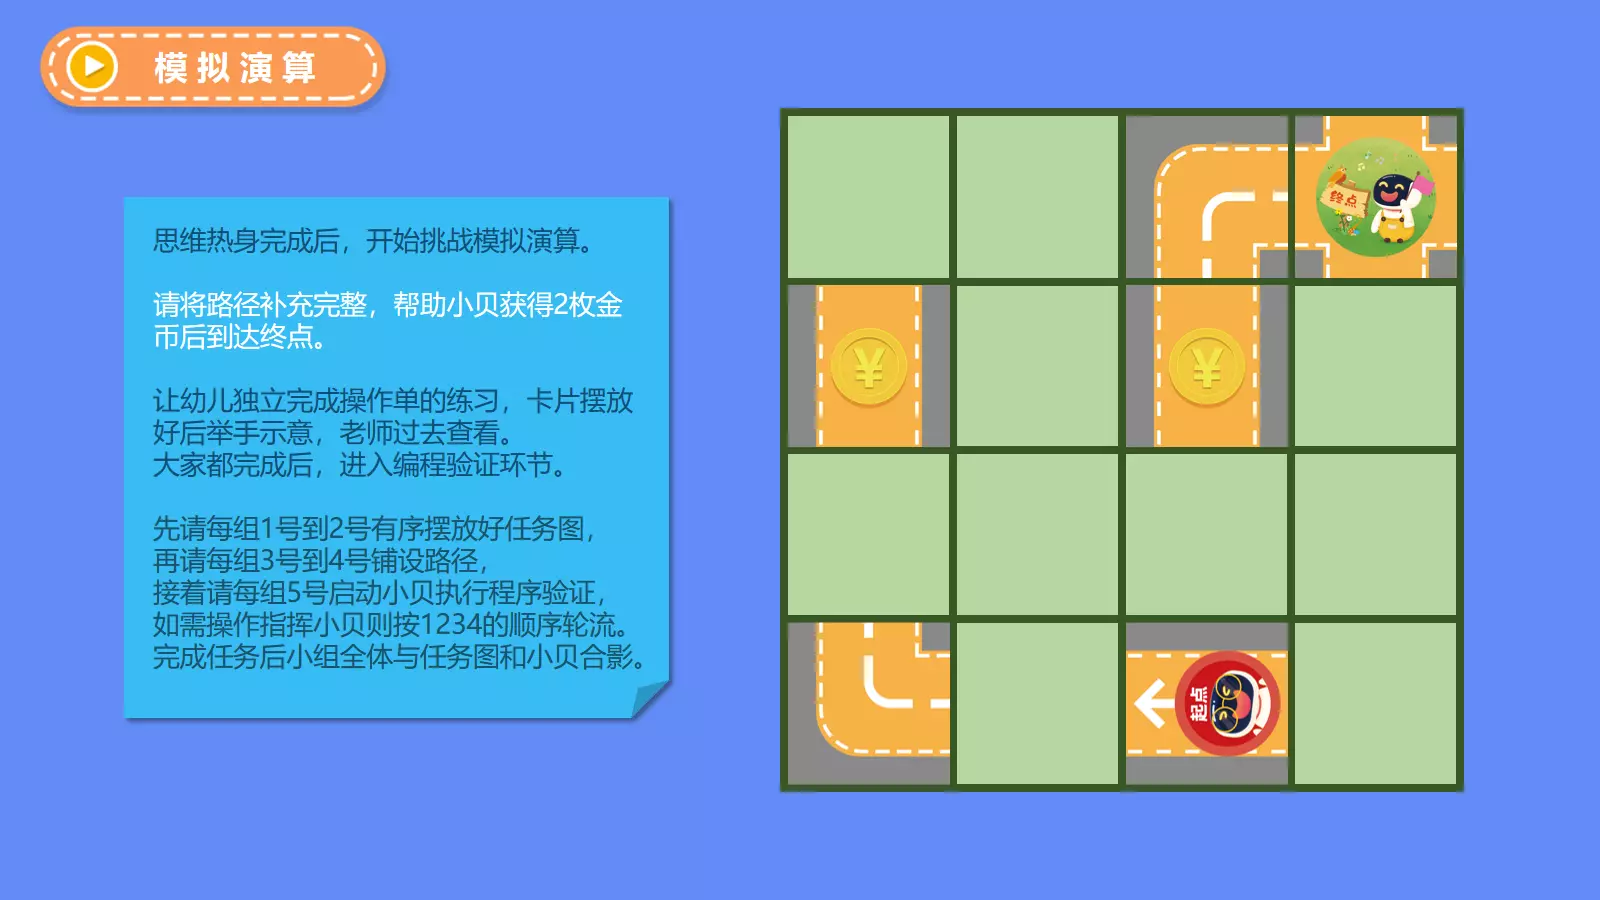 模拟演算
思维热身完成后，开始挑战模拟演算。
请将路径补充完整，帮助小贝获得2枚金
币后到达终点。
让幼儿独立完成操作单的练习，卡片摆放
好后举手示意，老师过去查看。
大家都完成后，进入编程验证环节。
先请每组1号到2号有序摆放好任务图，
再请每组3号到4号铺设路径，
接着请每组5号启动小贝执行程序验证，
如需操作指挥小贝则按1234的顺序轮流。
完成任务后小组全体与任务图和小贝合影。
终点
¥
¥
起点